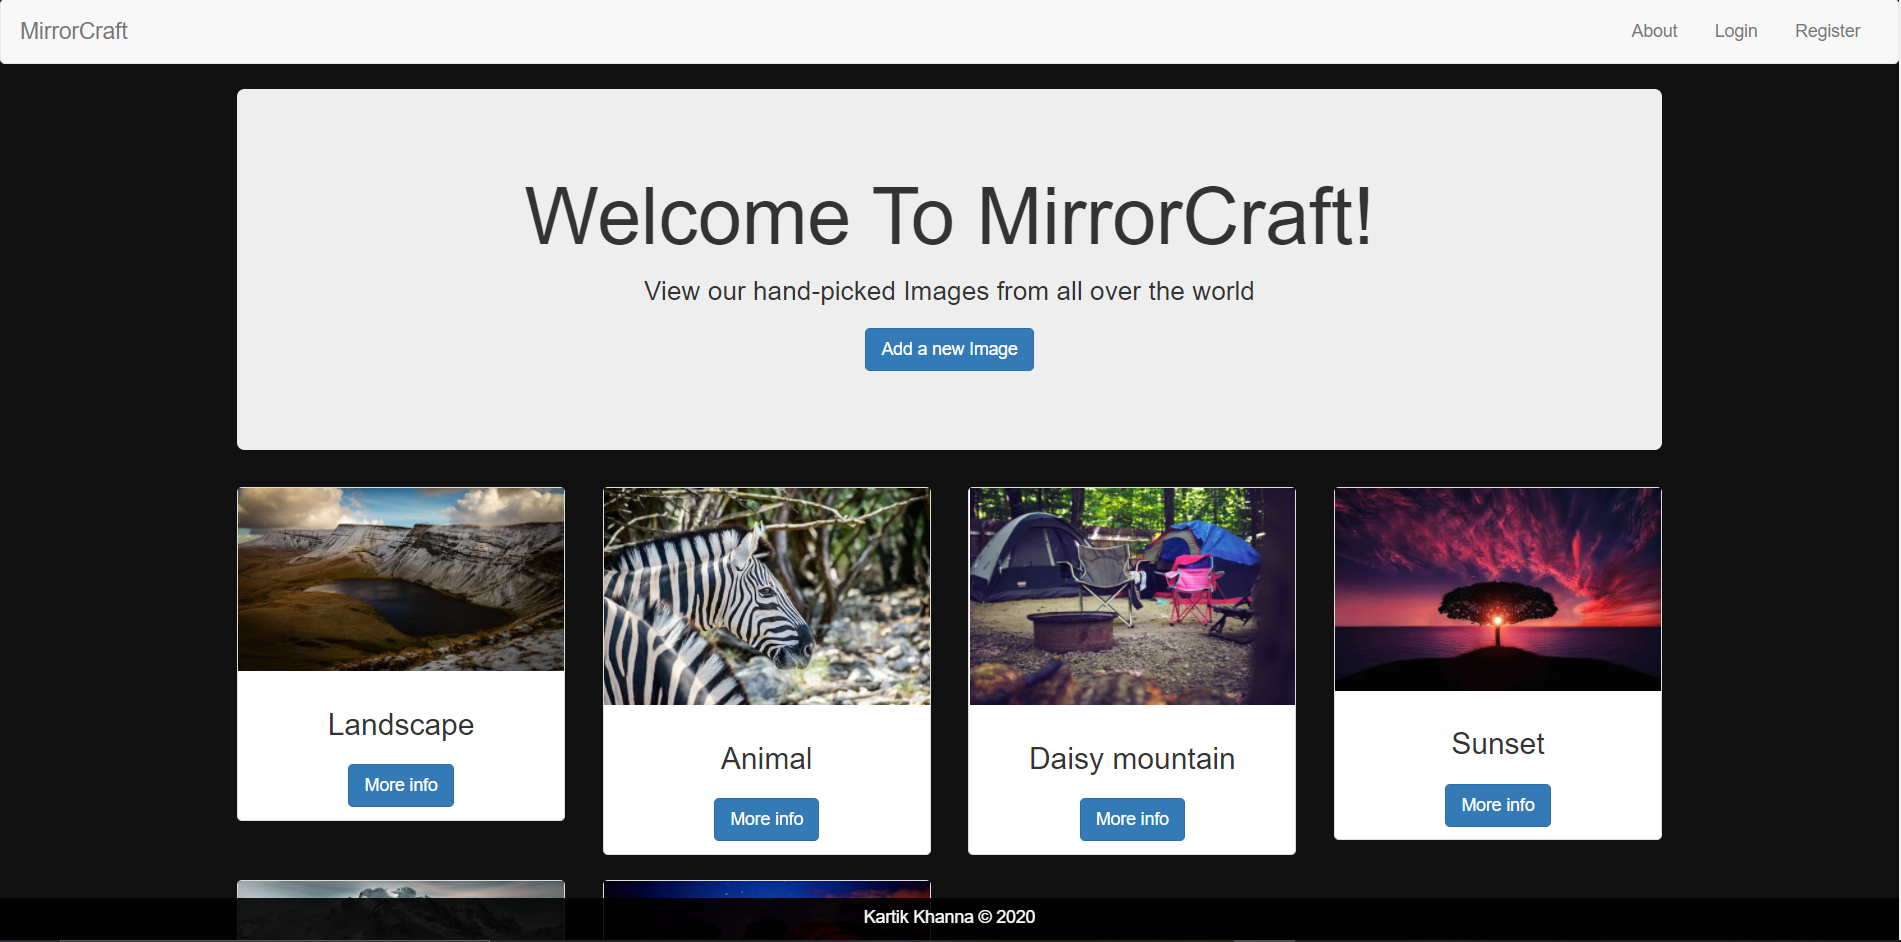 MirrorCraft
About Login Register
Welcome To MirrorCraft!
View our hand-picked Images from all over the world
Add a new Image
Landscape
More info
Animal
More info
Daisy mountain
More info
Sunset
More info
Kartik Khanna © 2020